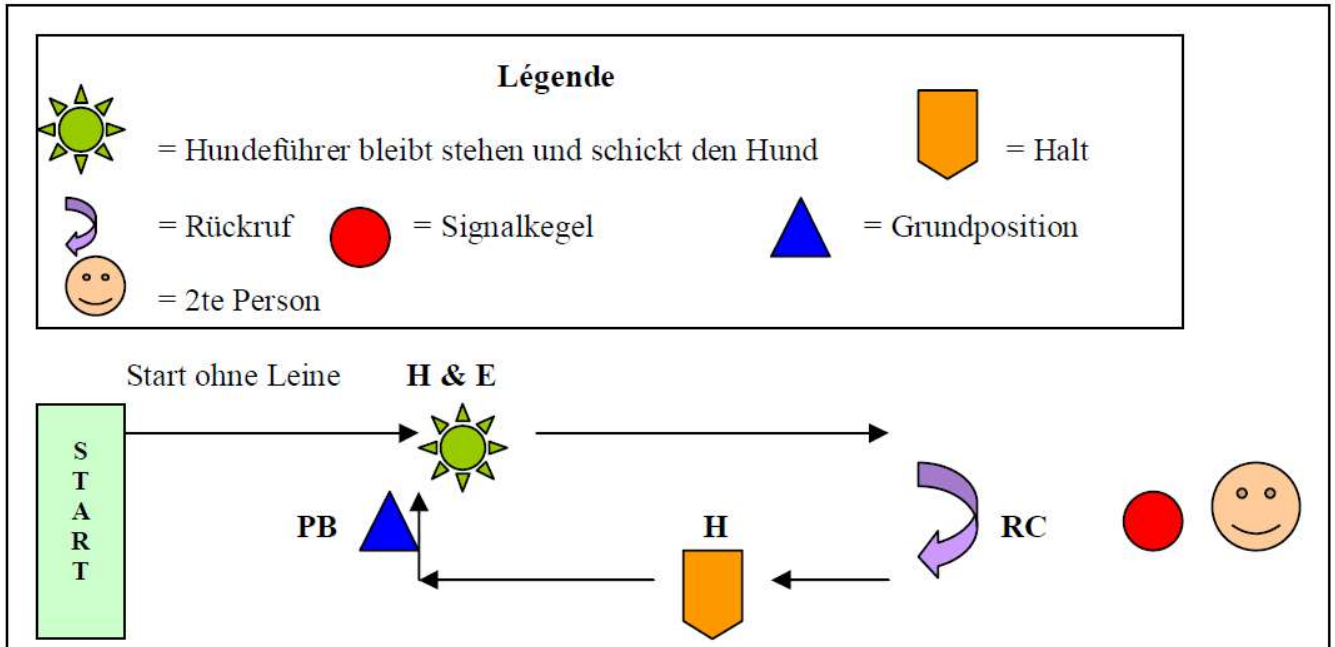 Légende
= Hundeführer bleibt stehen und schickt den Hund
= Halt
= Rückruf
= Signalkegel
= Grundposition
= 2te Person
Start ohne Leine
H & E
S
T
A
R
T
PB
H
RC